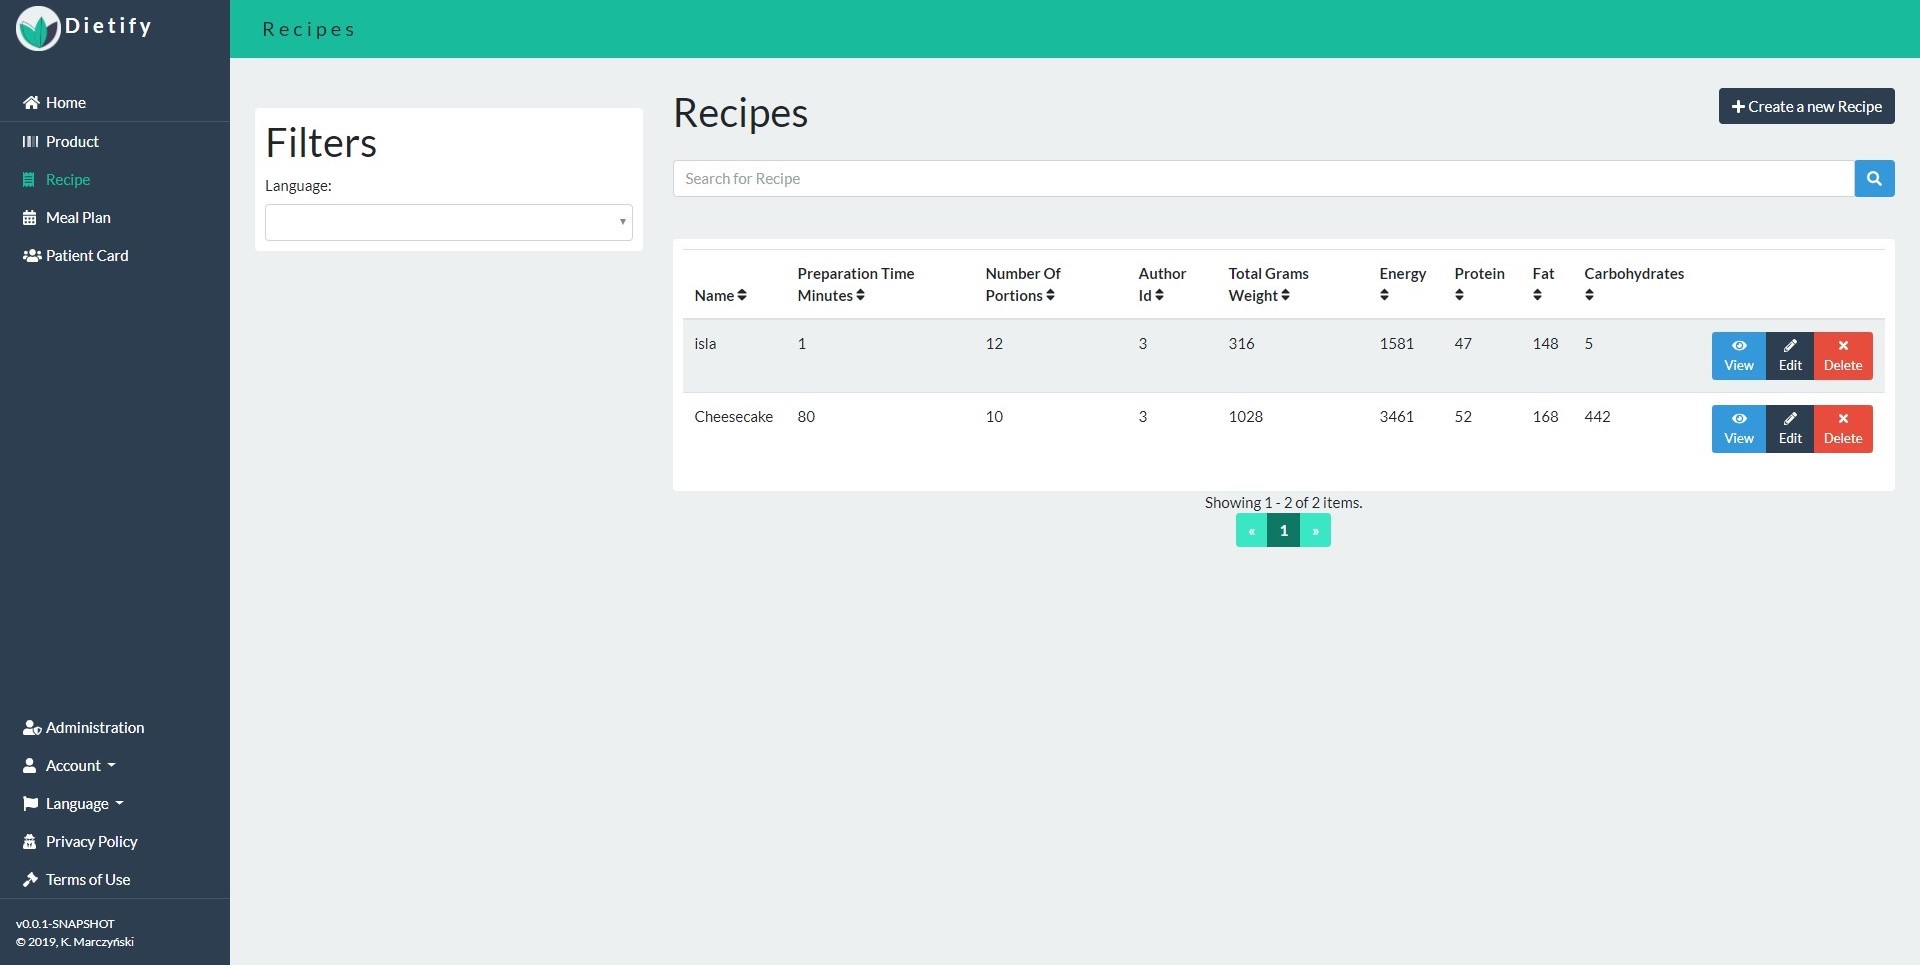 Dietify
Recipes
Home
Product
Recipe
Meal Plan
Patient Card
Administration
Account
Language
Privacy Policy
Terms of Use
v0.0.1-SNAPSHOT
© 2019, K. Marczyński
Filters
Language:
Recipes
Create a new Recipe
Search for Recipe
Name Preparation Time Minutes Number Of Portions Author Id Total Grams Weight Energy Protein Fat Carbohydrates
isla 1 12 3 316 1581 47 148 5 View Edit Delete
Cheesecake 80 10 3 1028 3461 52 168 442 View Edit Delete
Showing 1 - 2 of 2 items.
« 1 »